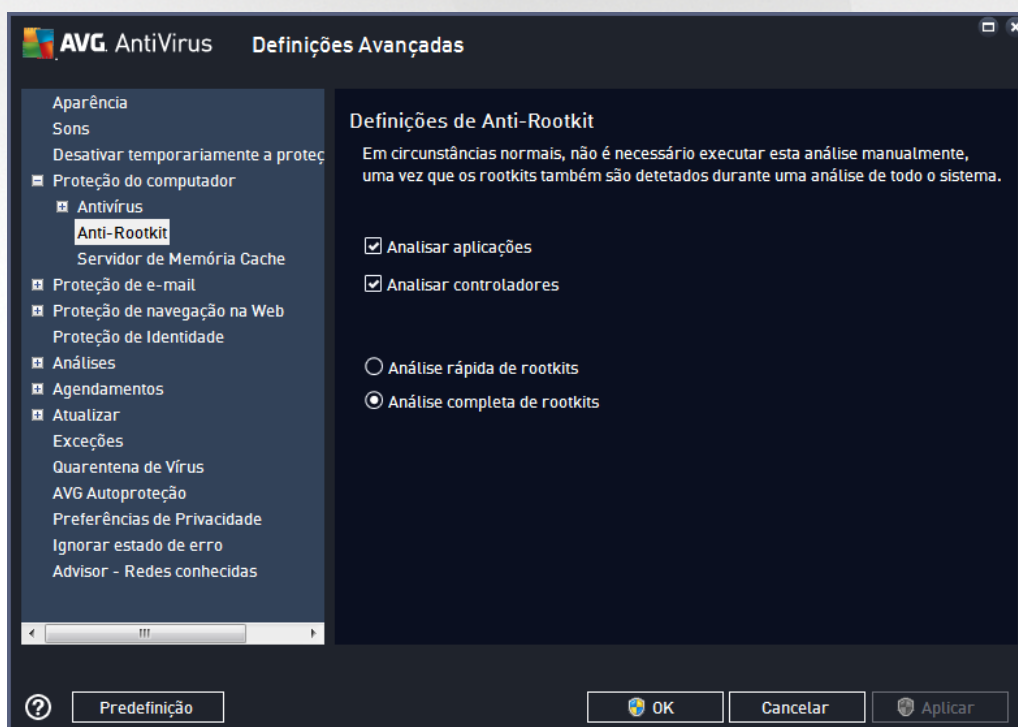 AVG. AntiVirus Definições Avançadas
Aparência
Sons
Desativar temporariamente a proteç
Proteção do computador
Antivírus
Anti-Rootkit
Servidor de Memória Cache
Proteção de e-mail
Proteção de navegação na Web
Proteção de Identidade
Análises
Agendamentos
Atualizar
Exceções
Quarentena de Vírus
AVG Autoproteção
Preferências de Privacidade
Ignorar estado de erro
Advisor - Redes conhecidas
Definições de Anti-Rootkit
Em circunstâncias normais, não é necessário executar esta análise manualmente,
uma vez que os rootkits também são detetados durante uma análise de todo o sistema.
Analisar aplicações
Analisar controladores
Análise rápida de rootkits
Análise completa de rootkits
Predefinição
OK
Cancelar
Aplicar